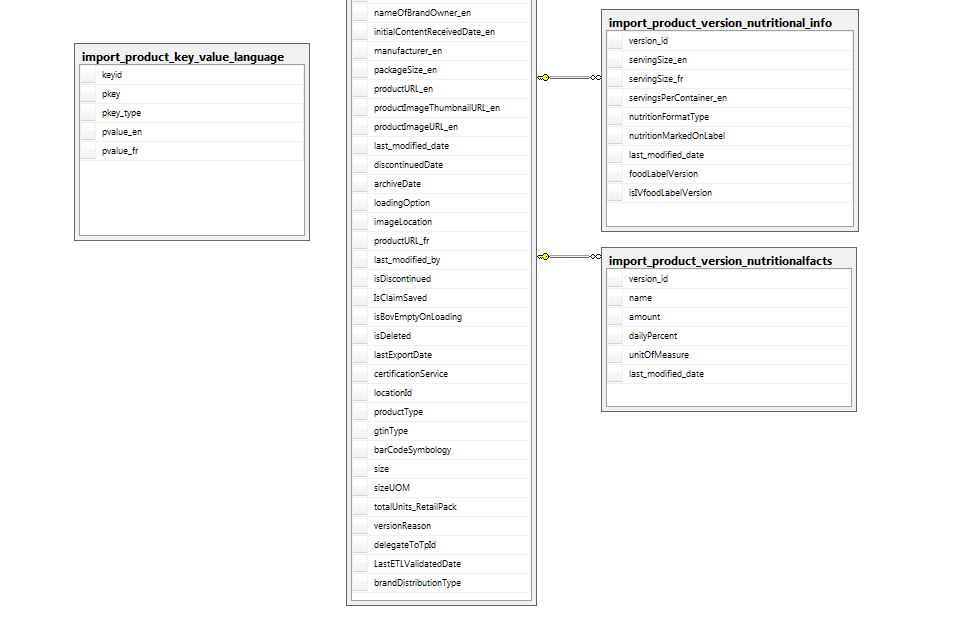 import_product_key_value_language
keyid
pkey
pkey_type
pvalue_en
pvalue_fr
nameOfBrandOwner_en
initialContentReceivedDate_en
manufacturer_en
packageSize_en
productURL_en
productImageThumbnailURL_en
productImageURL_en
last_modified_date
discontinuedDate
archiveDate
loadingOption
imageLocation
productURL_fr
last_modified_by
isDiscontinued
IsClaimSaved
isBovEmptyOnLoading
isDeleted
lastExportDate
certificationService
locationId
productType
gtinType
barCodeSymbology
size
sizeUOM
totalUnits_RetailPack
versionReason
delegateToTpId
LastETLValidatedDate
brandDistributionType
import_product_version_nutritional_info
version_id
servingSize_en
servingSize_fr
servingsPerContainer_en
nutritionFormatType
nutritionMarkedOnLabel
last_modified_date
foodLabelVersion
isIVfoodLabelVersion
import_product_version_nutritionalfacts
version_id
name
amount
dailyPercent
unitOfMeasure
last_modified_date